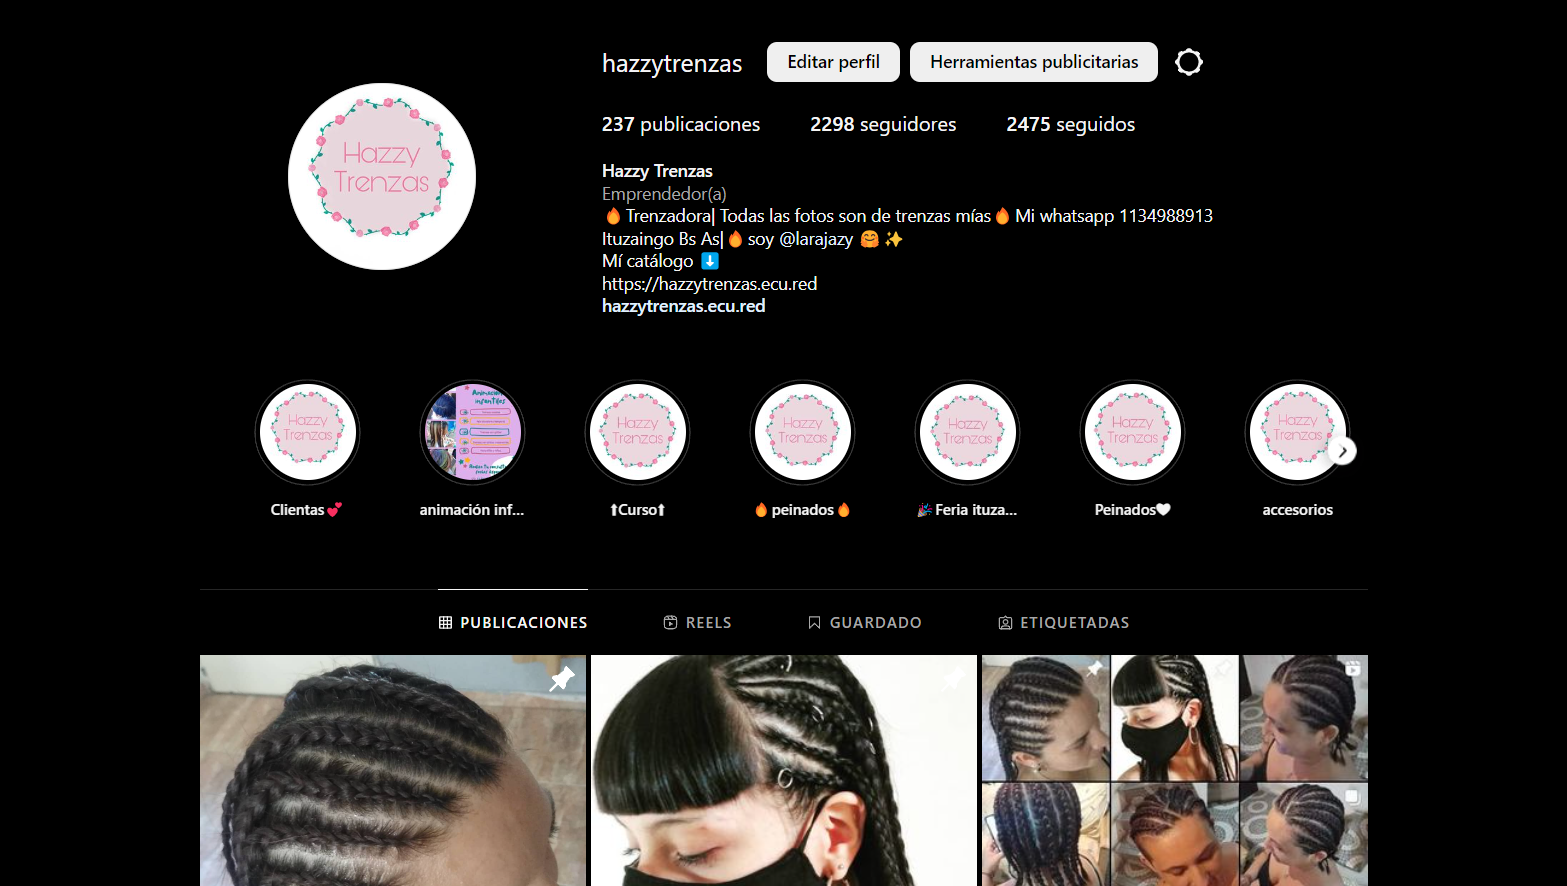 hazzytrenzas
Editar perfil
Herramientas publicitarias
237 publicaciones
2298 seguidores
2475 seguidos
Hazzy
Trenzas
Hazzy Trenzas
Emprendedor(a)
🔥Trenzadora| Todas las fotos son de trenzas mías🔥Mi whatsapp 1134988913
Ituzaingo Bs As|🔥soy @larajazy 🤗✨
Mí catálogo ⬇️
https://hazzytrenzas.ecu.red
hazzytrenzas.ecu.red
Hazzy
Trenzas
Animacion
infantiles
Hazzy
Trenzas
Hazzy
Trenzas
Hazzy
Trenzas
Hazzy
Trenzas
Hazzy
Trenzas
Clientas💕
animación inf...
⬆Curso⬆
🔥peinados🔥
🎉Feria ituza...
Peinados🤍
accesorios
PUBLICACIONES
REELS
GUARDADO
ETIQUETADAS